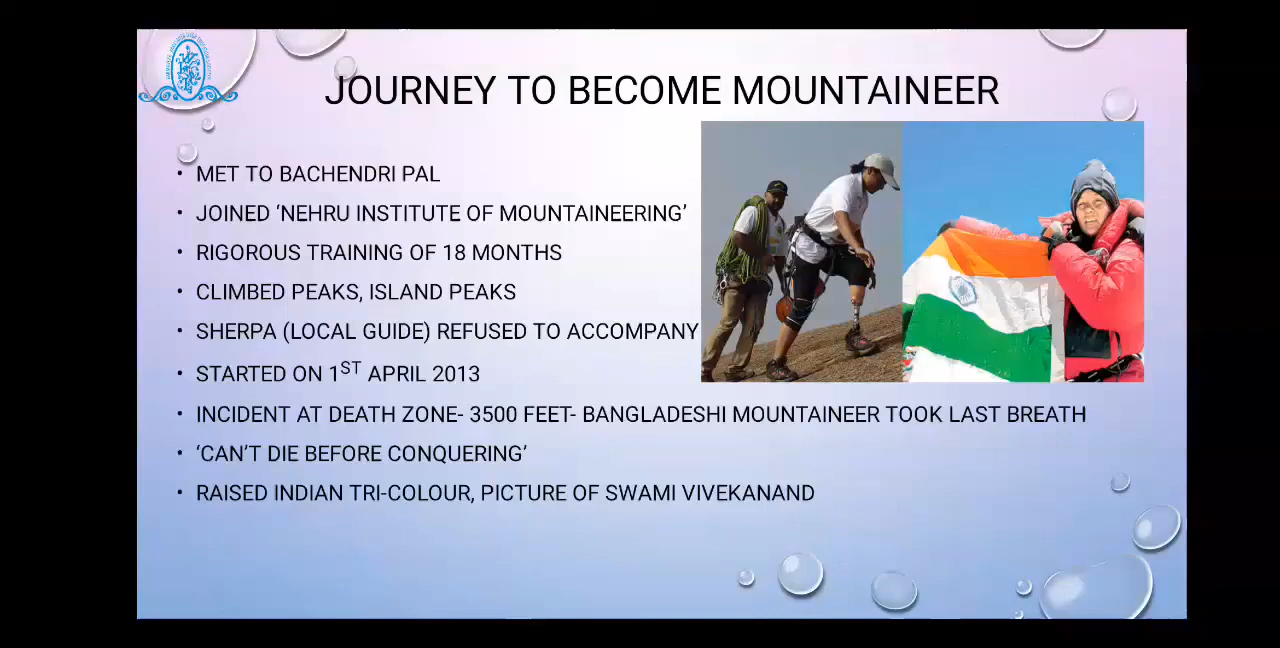 JOURNEY TO BECOME MOUNTAINEER
• MET TO BACHENDRI PAL
• JOINED ‘NEHRU INSTITUTE OF MOUNTAINEERING’
• RIGOROUS TRAINING OF 18 MONTHS
• CLIMBED PEAKS, ISLAND PEAKS
• SHERPA (LOCAL GUIDE) REFUSED TO ACCOMPANY
• STARTED ON 1ST APRIL 2013
• INCIDENT AT DEATH ZONE- 3500 FEET- BANGLADESHI MOUNTAINEER TOOK LAST BREATH
• ‘CAN’T DIE BEFORE CONQUERING’
• RAISED INDIAN TRI-COLOUR, PICTURE OF SWAMI VIVEKANAND